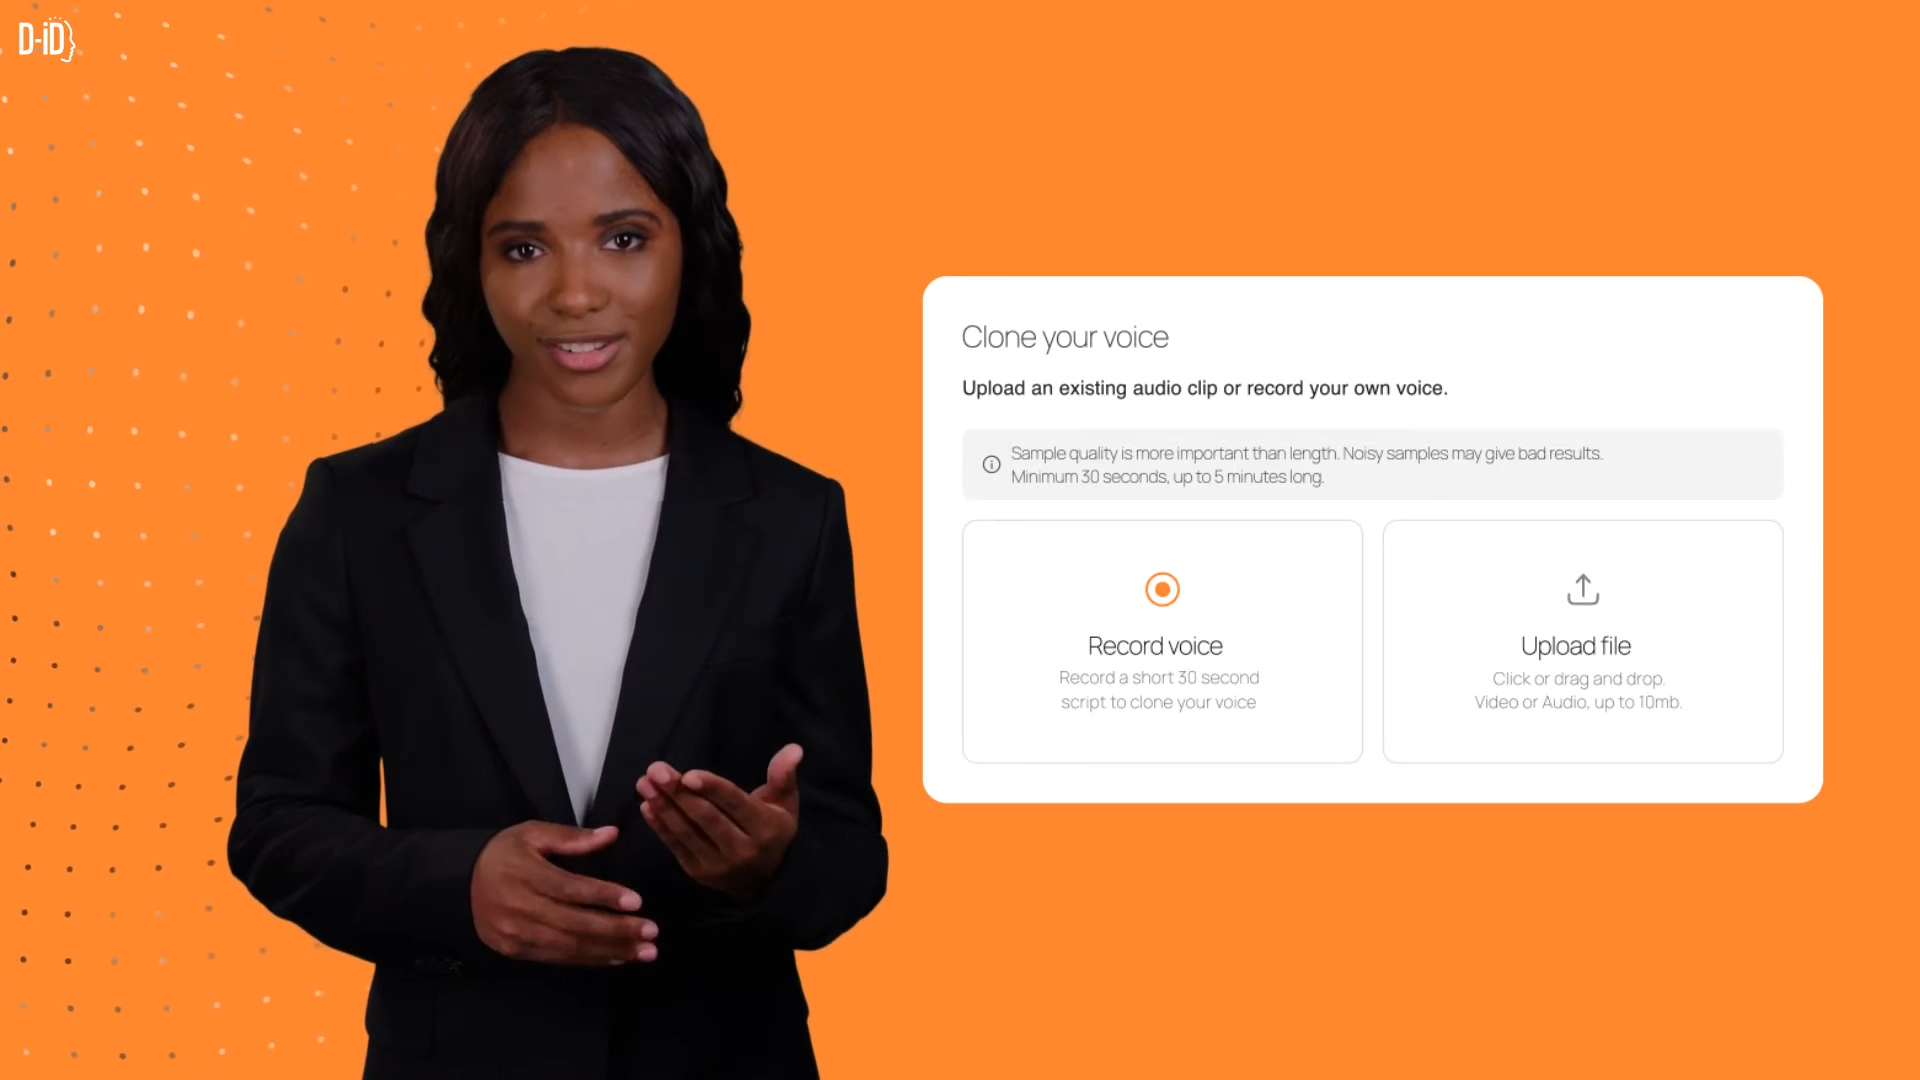 D-iD
Clone your voice
Upload an existing audio clip or record your own voice.
Sample quality is more important than length. Noisy samples may give bad results.
Minimum 30 seconds, up to 5 minutes long.
Record voice
Record a short 30 second
script to clone your voice
Upload file
Click or drag and drop.
Video or Audio, up to 10mb.